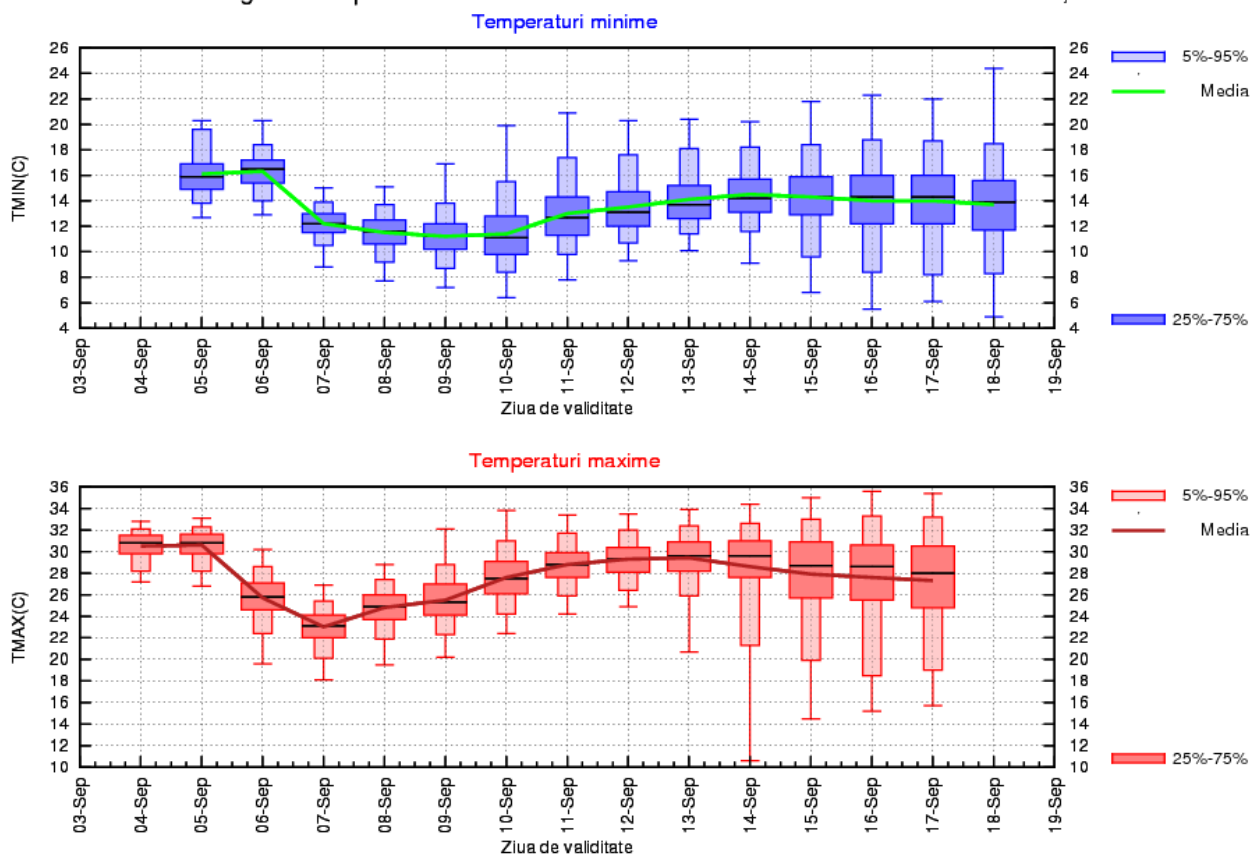 Temperaturi minime
26 24 22 20 18 16 14 12 10 8 6 4
TMIN(C)
26 24 22 20 18 16 14 12 10 8 6 4
5%-95%
Media
25%-75%
03-Sep 04-Sep 05-Sep 06-Sep 07-Sep 08-Sep 09-Sep 10-Sep 11-Sep 12-Sep 13-Sep 14-Sep 15-Sep 16-Sep 17-Sep 18-Sep 19-Sep
Ziua de validitate
Temperaturi maxime
36 34 32 30 28 26 24 22 20 18 16 14 12 10
TMAX(C)
36 34 32 30 28 26 24 22 20 18 16 14 12 10
5%-95%
Media
25%-75%
03-Sep 04-Sep 05-Sep 06-Sep 07-Sep 08-Sep 09-Sep 10-Sep 11-Sep 12-Sep 13-Sep 14-Sep 15-Sep 16-Sep 17-Sep 18-Sep 19-Sep
Ziua de validitate